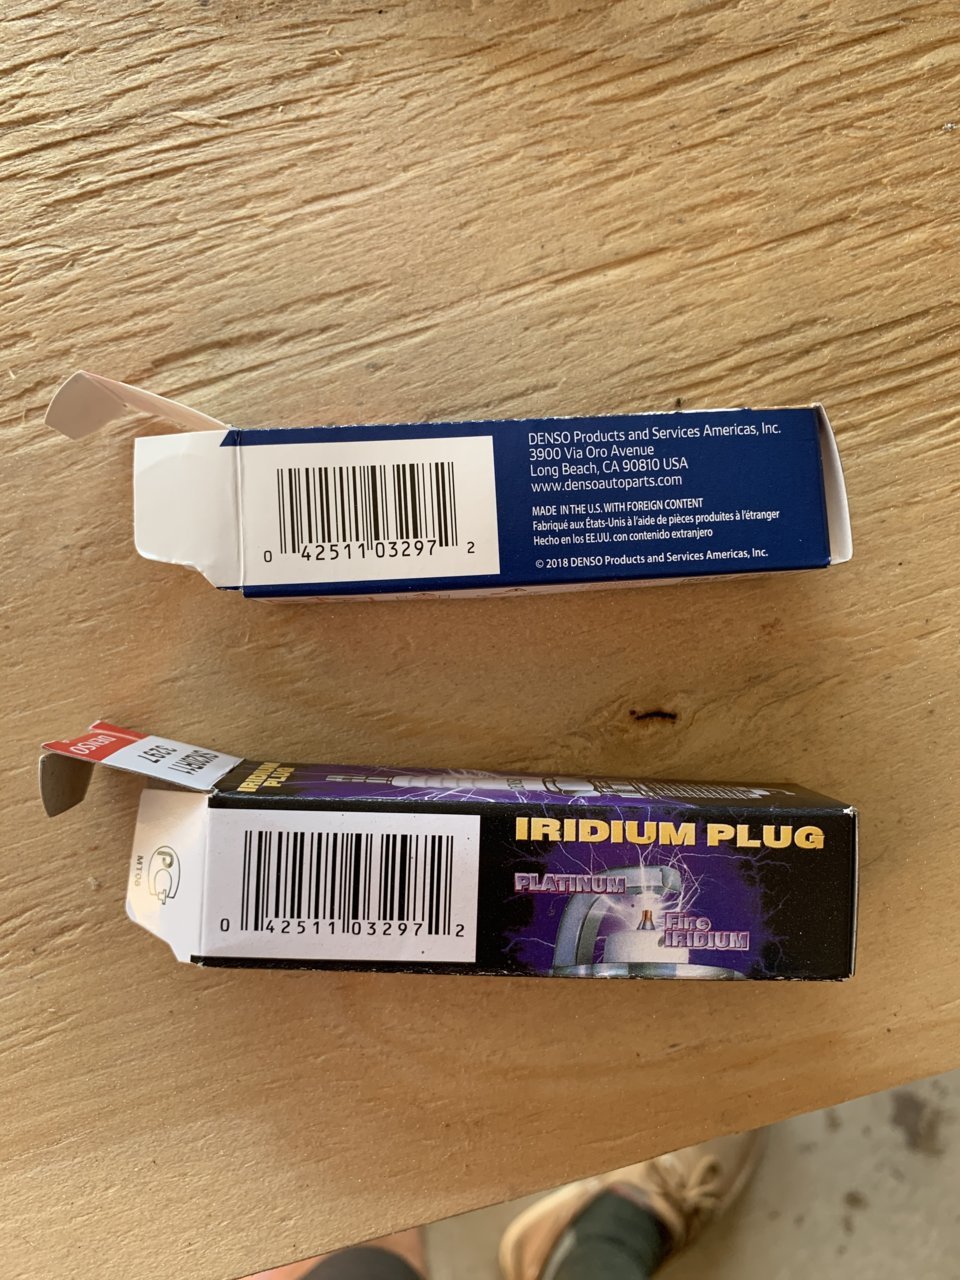 DENSO Products and Services Americas, Inc.
3900 Via Oro Avenue
Long Beach, CA 90810 USA
www.densoautoparts.com
MADE IN THE U.S. WITH FOREIGN CONTENT
Fabriqué aux États-Unis à l'aide de pièces produites à l'étranger
Hecho en los EE.UU. con contenido extranjero
© 2018 DENSO Products and Services Americas, Inc.
0 42511 03297 2
DENSO
SK20R11
3297
IRIDIUM
PLUG
IRIDIUM PLUG
PLATINUM
Fine
IRIDIUM
0 42511 03297 2
PC
MT06